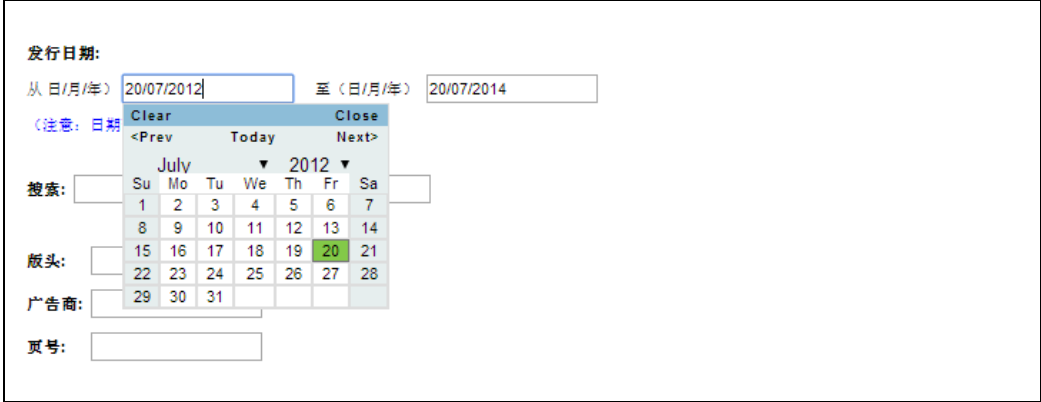 发行日期:
从 日/月/年） 20/07/2012 至（日/月/年） 20/07/2014
（注意：日期
Clear Close
<Prev Today Next>
July ▼ 2012 ▼
Su Mo Tu We Th Fr Sa
1 2 3 4 5 6 7
8 9 10 11 12 13 14
15 16 17 18 19 20 21
22 23 24 25 26 27 28
29 30 31
搜索:
版头:
广告商:
页号: